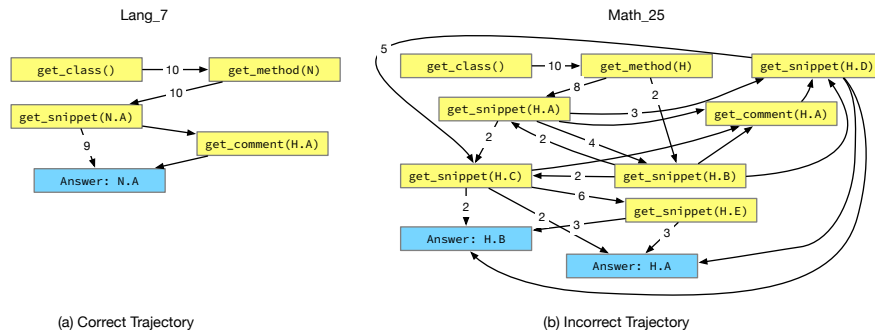 Lang_7
get_class()
10
get_method(N)
10
get_snippet(N.A)
9
get_comment(H.A)
Answer: N.A
(a) Correct Trajectory
Math_25
5
get_class()
10
get_method(H)
get_snippet(H.D)
8
2
get_snippet(H.A)
3
get_comment(H.A)
2
2
4
get_snippet(H.C)
2
get_snippet(H.B)
6
2
2
get_snippet(H.E)
3
3
Answer: H.B
Answer: H.A
(b) Incorrect Trajectory